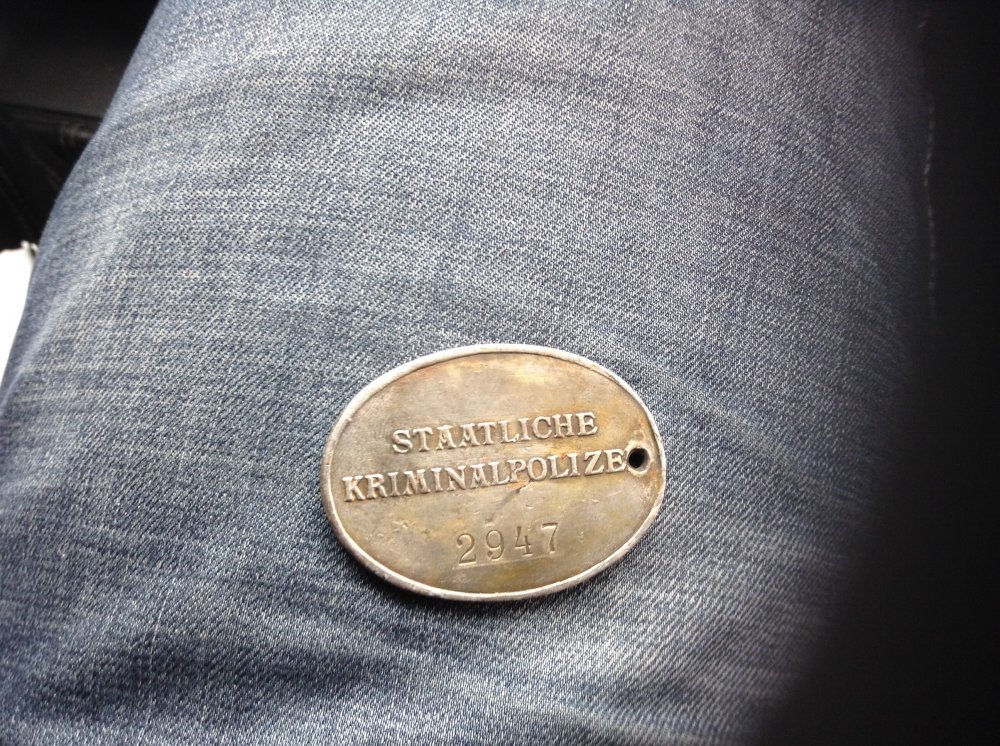 STAATLICHE
KRIMINALPOLIZE
2947